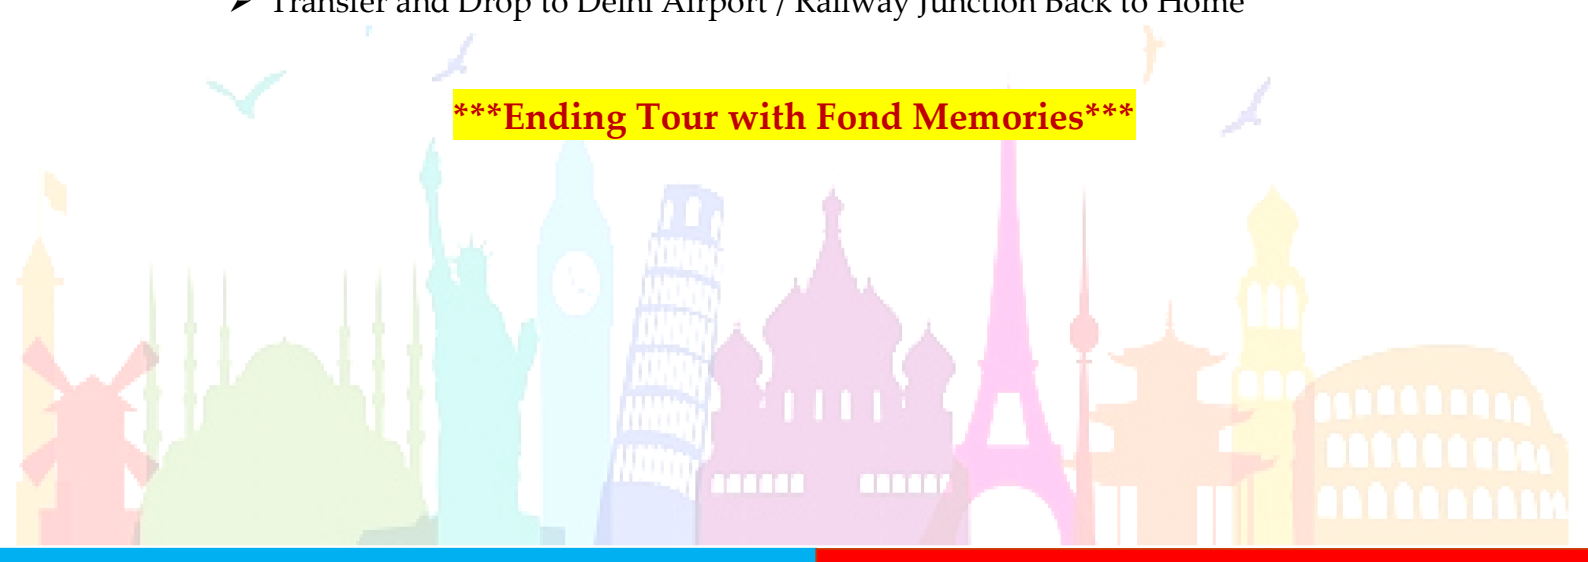 ➢ Transfer and Drop to Delhi Airport / Railway Junction Back to Home
***Ending Tour with Fond Memories***